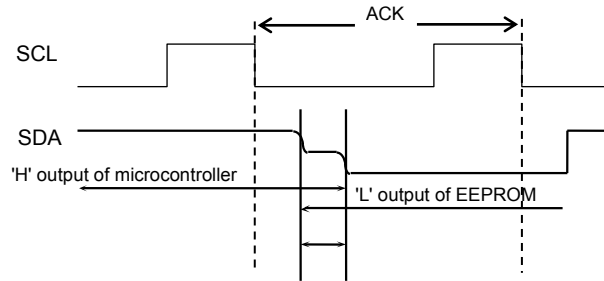 ACK
SCL
SDA
'H' output of microcontroller
'L' output of EEPROM